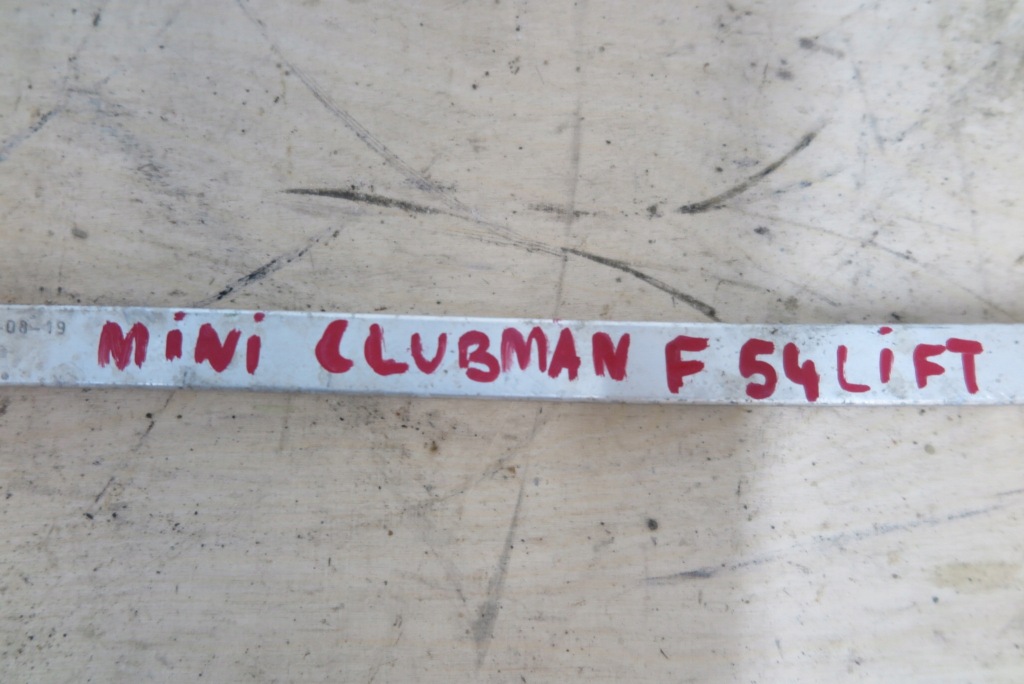 -08-19 MiNi CLUBMAN F 54 LiFT